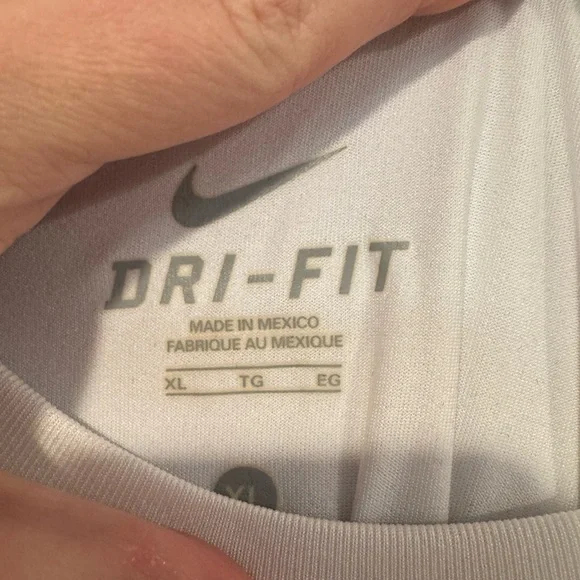 DRI-FIT
MADE IN MEXICO
FABRIQUE AU MEXIQUE
XL TG EG
XL